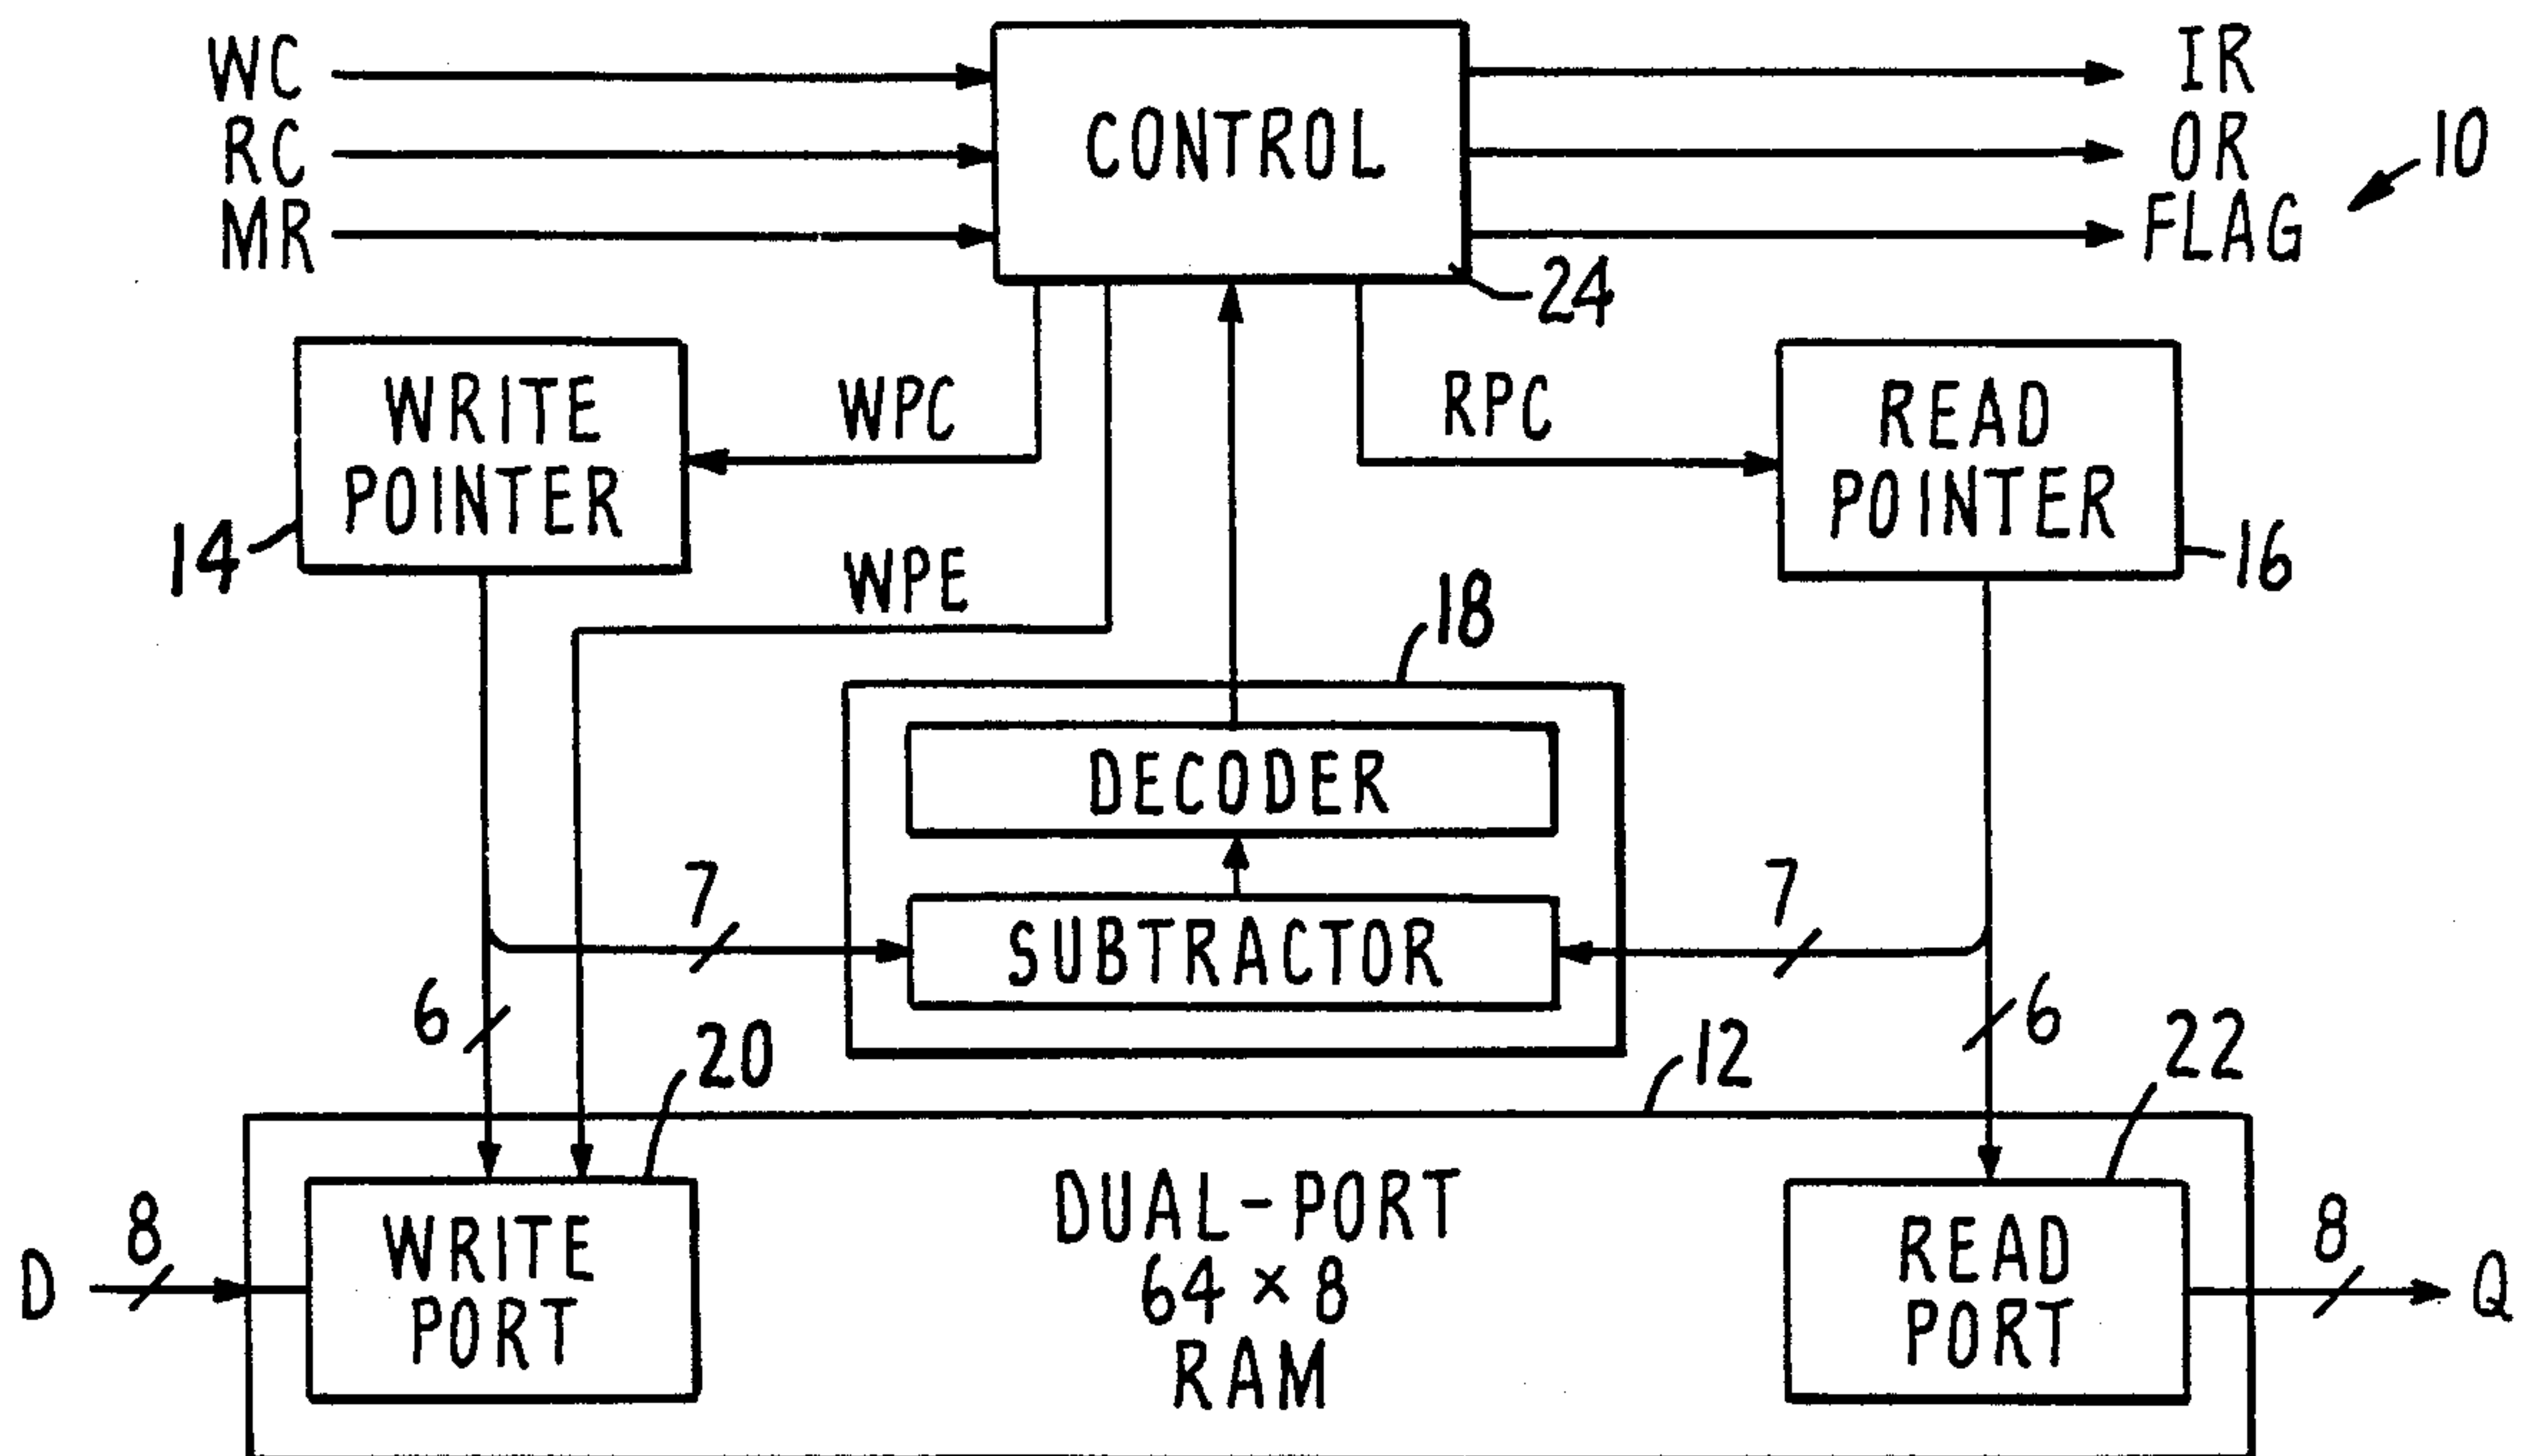 WC
RC
MR
CONTROL
IR
OR
FLAG
10
24
WRITE
POINTER
14
WPC
RPC
READ
POINTER
16
WPE
18
DECODER
SUBTRACTOR
7
7
6
6
20
12
22
D
8
WRITE
PORT
DUAL-PORT
64 × 8
RAM
READ
PORT
8
Q